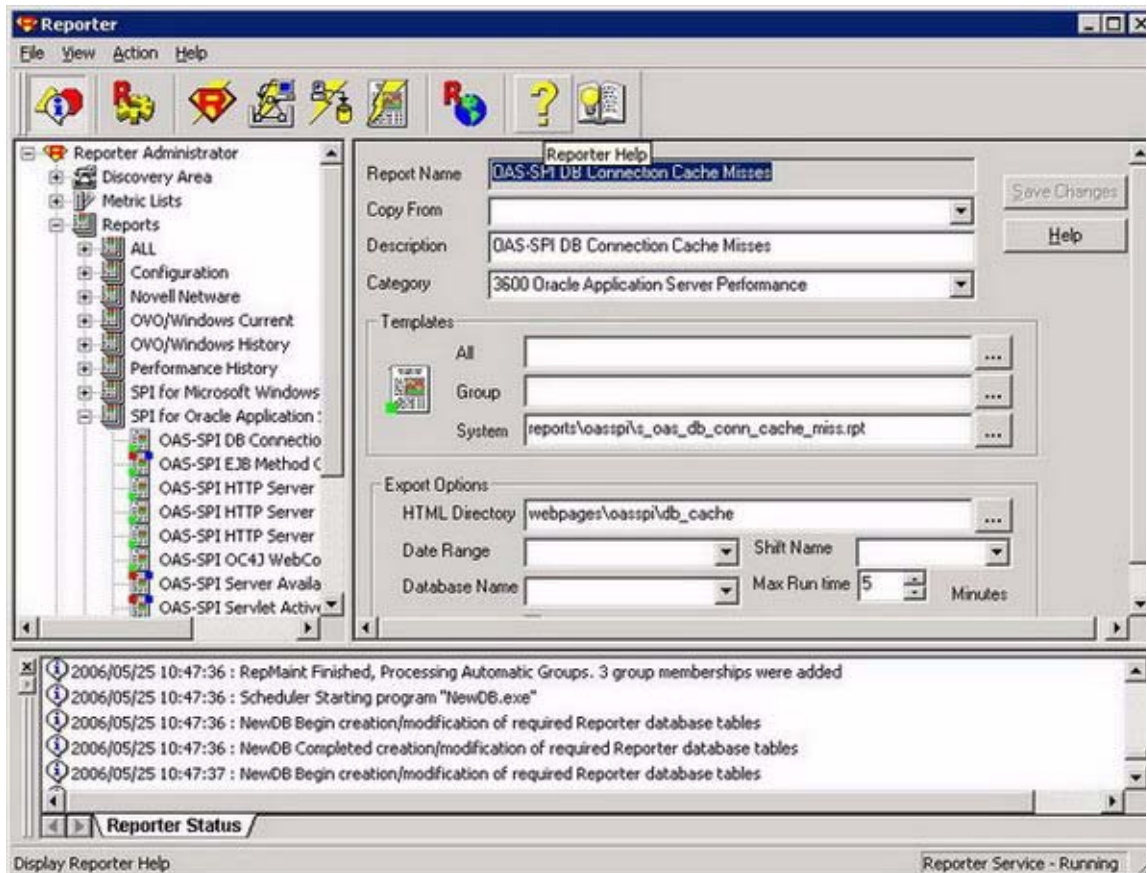 Reporter
File View Action Help
Reporter Help
Reporter Administrator
Discovery Area
Metric Lists
Reports
ALL
Configuration
Novell Netware
OVO/Windows Current
OVO/Windows History
Performance History
SPI for Microsoft Windows
SPI for Oracle Application
OAS-SPI DB Connectio
OAS-SPI EJB Method C
OAS-SPI HTTP Server
OAS-SPI HTTP Server
OAS-SPI HTTP Server
OAS-SPI OC4J WebCo
OAS-SPI Server Availa
OAS-SPI Servlet Active
Report Name OAS-SPI DB Connection Cache Misses
Copy From
Description OAS-SPI DB Connection Cache Misses
Category 3600 Oracle Application Server Performance
Save Changes
Help
Templates
All ...
Group ...
System reports\oasspi\s_oas_db_conn_cache_miss.rpt ...
Export Options
HTML Directory webpages\oasspi\db_cache ...
Date Range Shift Name
Database Name Max Run time 5 Minutes
2006/05/25 10:47:36 : RepMaint Finished, Processing Automatic Groups. 3 group memberships were added
2006/05/25 10:47:36 : Scheduler Starting program "NewDB.exe"
2006/05/25 10:47:36 : NewDB Begin creation/modification of required Reporter database tables
2006/05/25 10:47:36 : NewDB Completed creation/modification of required Reporter database tables
2006/05/25 10:47:37 : NewDB Begin creation/modification of required Reporter database tables
Reporter Status
Display Reporter Help
Reporter Service - Running